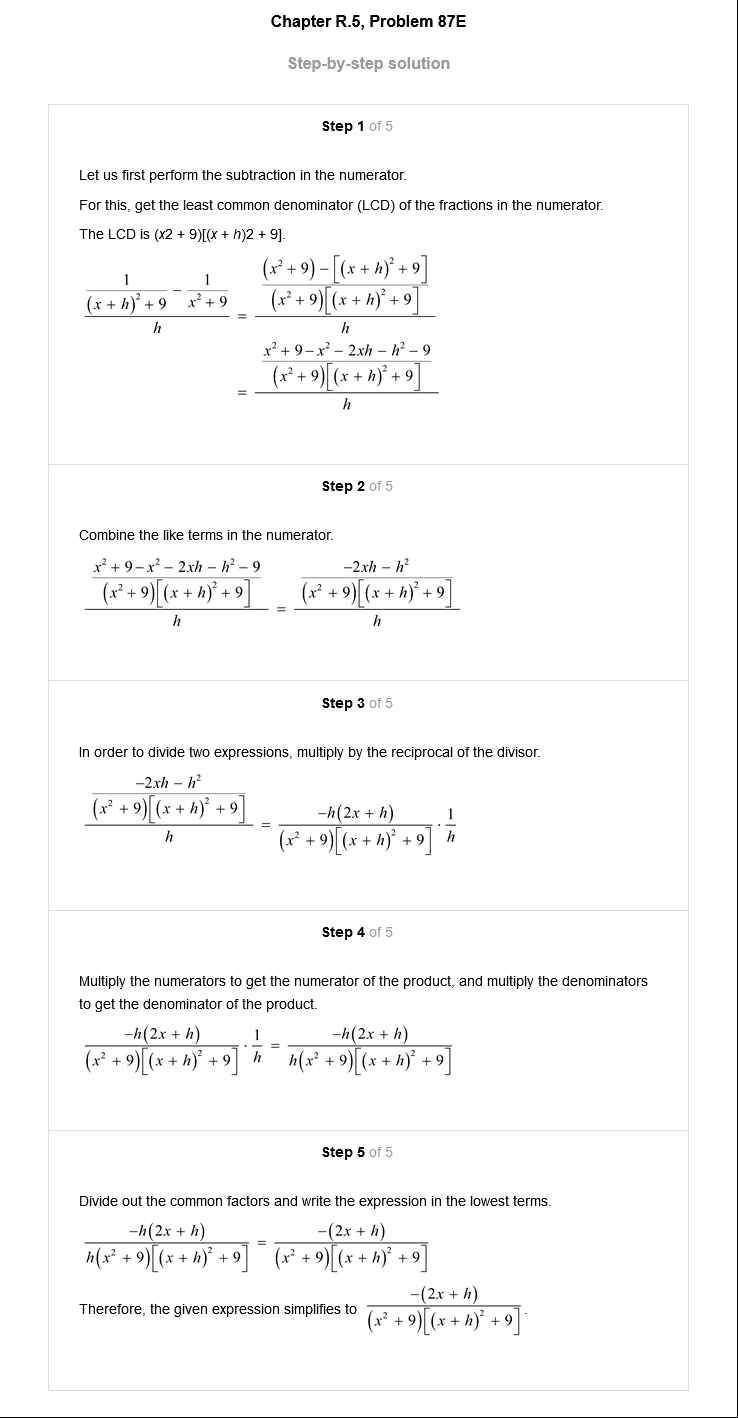 Chapter R.5, Problem 87E
Step-by-step solution
Step 1 of 5
Let us first perform the subtraction in the numerator.
For this, get the least common denominator (LCD) of the fractions in the numerator.
The LCD is (x2 + 9)[(x + h)2 + 9].
\frac{\frac{1}{(x+h)^2+9} - \frac{1}{x^2+9}}{h} = \frac{\frac{(x^2+9)-[(x+h)^2+9]}{(x^2+9)[(x+h)^2+9]}}{h}
= \frac{\frac{x^2+9-x^2-2xh-h^2-9}{(x^2+9)[(x+h)^2+9]}}{h}
Step 2 of 5
Combine the like terms in the numerator.
\frac{\frac{x^2+9-x^2-2xh-h^2-9}{(x^2+9)[(x+h)^2+9]}}{h} = \frac{\frac{-2xh-h^2}{(x^2+9)[(x+h)^2+9]}}{h}
Step 3 of 5
In order to divide two expressions, multiply by the reciprocal of the divisor.
\frac{\frac{-2xh-h^2}{(x^2+9)[(x+h)^2+9]}}{h} = \frac{-h(2x+h)}{(x^2+9)[(x+h)^2+9]} \cdot \frac{1}{h}
Step 4 of 5
Multiply the numerators to get the numerator of the product, and multiply the denominators
to get the denominator of the product.
\frac{-h(2x+h)}{(x^2+9)[(x+h)^2+9]} \cdot \frac{1}{h} = \frac{-h(2x+h)}{h(x^2+9)[(x+h)^2+9]}
Step 5 of 5
Divide out the common factors and write the expression in the lowest terms.
\frac{-h(2x+h)}{h(x^2+9)[(x+h)^2+9]} = \frac{-(2x+h)}{(x^2+9)[(x+h)^2+9]}
Therefore, the given expression simplifies to \frac{-(2x+h)}{(x^2+9)[(x+h)^2+9]}.